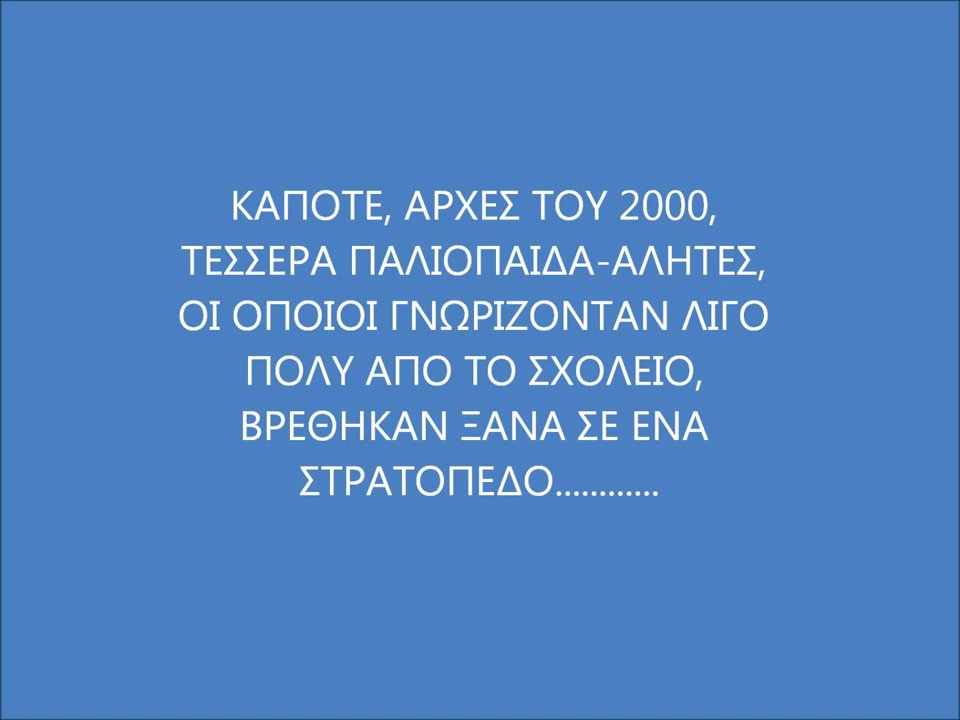 ΚΑΠΟΤΕ, ΑΡΧΕΣ ΤΟΥ 2000,
ΤΕΣΣΕΡΑ ΠΑΛΙΟΠΑΙΔΑ-ΑΛΗΤΕΣ,
ΟΙ ΟΠΟΙΟΙ ΓΝΩΡΙΖΟΝΤΑΝ ΛΙΓΟ
ΠΟΛΥ ΑΠΟ ΤΟ ΣΧΟΛΕΙΟ,
ΒΡΕΘΗΚΑΝ ΞΑΝΑ ΣΕ ΕΝΑ
ΣΤΡΑΤΟΠΕΔΟ............